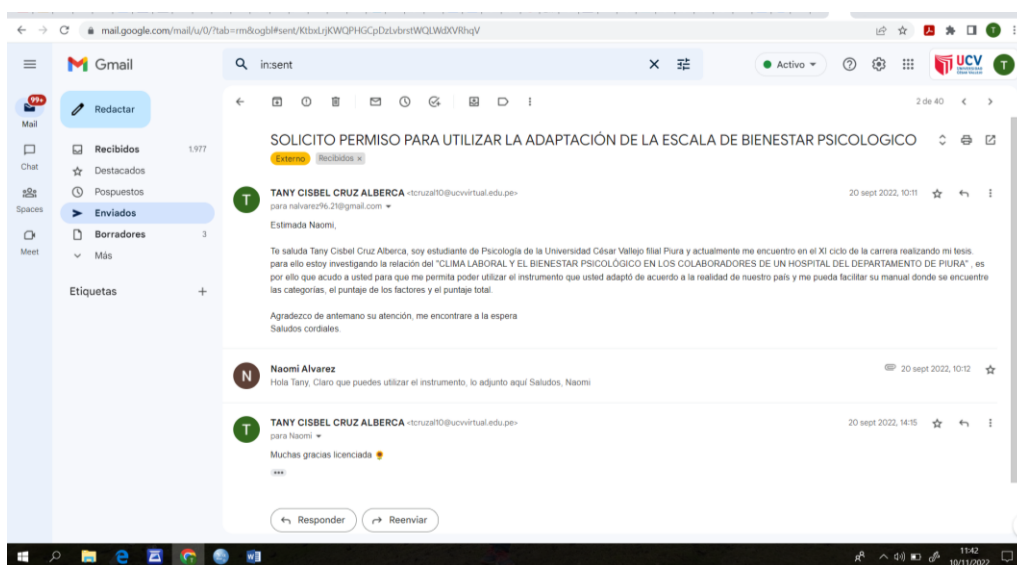 mail.google.com/mail/u/0/?tab=rm&ogbl#sent/KtbxLrjKWQPHGCpDzLvbrstWQLWdXVRhqV
T
Gmail
in:sent
Activo
UCV
UNIVERSIDAD
CÉSAR VALLEJO
T
99+
Mail
Chat
Spaces
Meet
Redactar
Recibidos 1.977
Destacados
Pospuestos
Enviados
Borradores 3
Más
Etiquetas +
2 de 40
SOLICITO PERMISO PARA UTILIZAR LA ADAPTACIÓN DE LA ESCALA DE BIENESTAR PSICOLOGICO
Externo Recibidos ×
T
TANY CISBEL CRUZ ALBERCA <tcruzal10@ucvvirtual.edu.pe> 20 sept 2022, 10:11
para nalvarez96.21@gmail.com
Estimada Naomi,
Te saluda Tany Cisbel Cruz Alberca, soy estudiante de Psicología de la Universidad César Vallejo filial Piura y actualmente me encuentro en el XI ciclo de la carrera realizando mi tesis.
para ello estoy investigando la relación del "CLIMA LABORAL Y EL BIENESTAR PSICOLÓGICO EN LOS COLABORADORES DE UN HOSPITAL DEL DEPARTAMENTO DE PIURA" , es
por ello que acudo a usted para que me permita poder utilizar el instrumento que usted adaptó de acuerdo a la realidad de nuestro país y me pueda facilitar su manual donde se encuentre
las categorías, el puntaje de los factores y el puntaje total.
Agradezco de antemano su atención, me encontrare a la espera
Saludos cordiales.
N
Naomi Alvarez 20 sept 2022, 10:12
Hola Tany, Claro que puedes utilizar el instrumento, lo adjunto aquí Saludos, Naomi
T
TANY CISBEL CRUZ ALBERCA <tcruzal10@ucvvirtual.edu.pe> 20 sept 2022, 14:15
para Naomi
Muchas gracias licenciada 🌻
•••
Responder Reenviar
11:42
10/11/2022